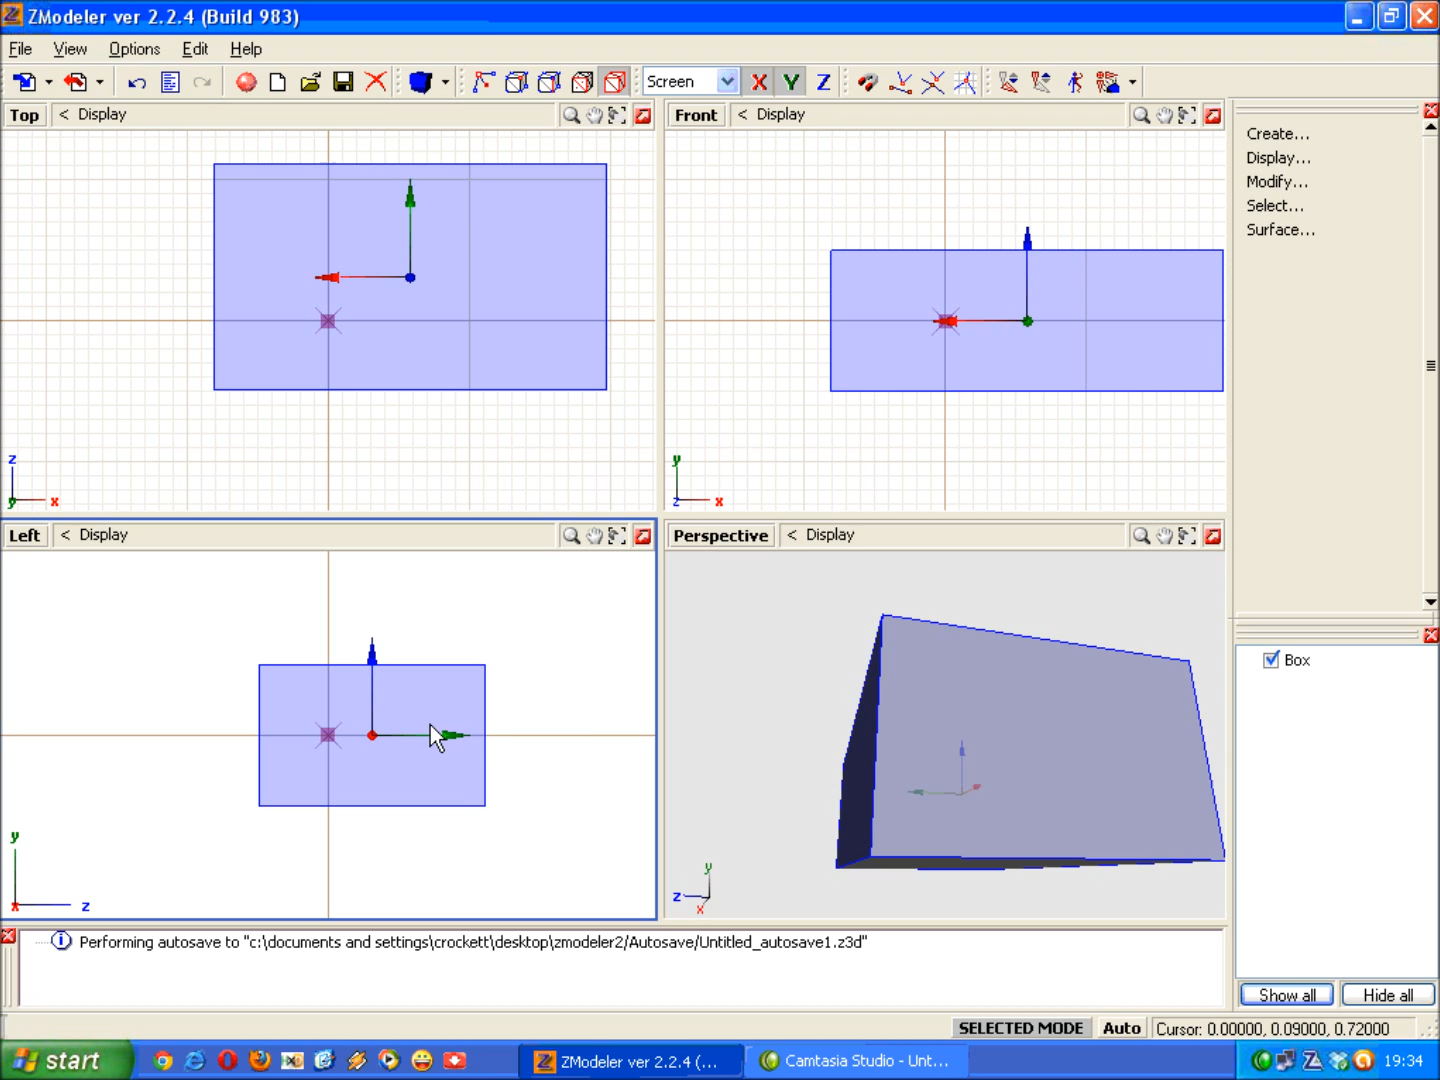 ZModeler ver 2.2.4 (Build 983)
File View Options Edit Help
Screen X Y Z
Top < Display
Front < Display
z
y x
y
z x
Left < Display
Perspective < Display
y
x z
y
z
x
Create...
Display...
Modify...
Select...
Surface...
Box
Show all Hide all
Performing autosave to "c:\documents and settings\crockett\desktop\zmodeler2/Autosave/Untitled_autosave1.z3d"
SELECTED MODE Auto Cursor: 0.00000, 0.09000, 0.72000
start ZModeler ver 2.2.4 (... Camtasia Studio - Unt... 19:34